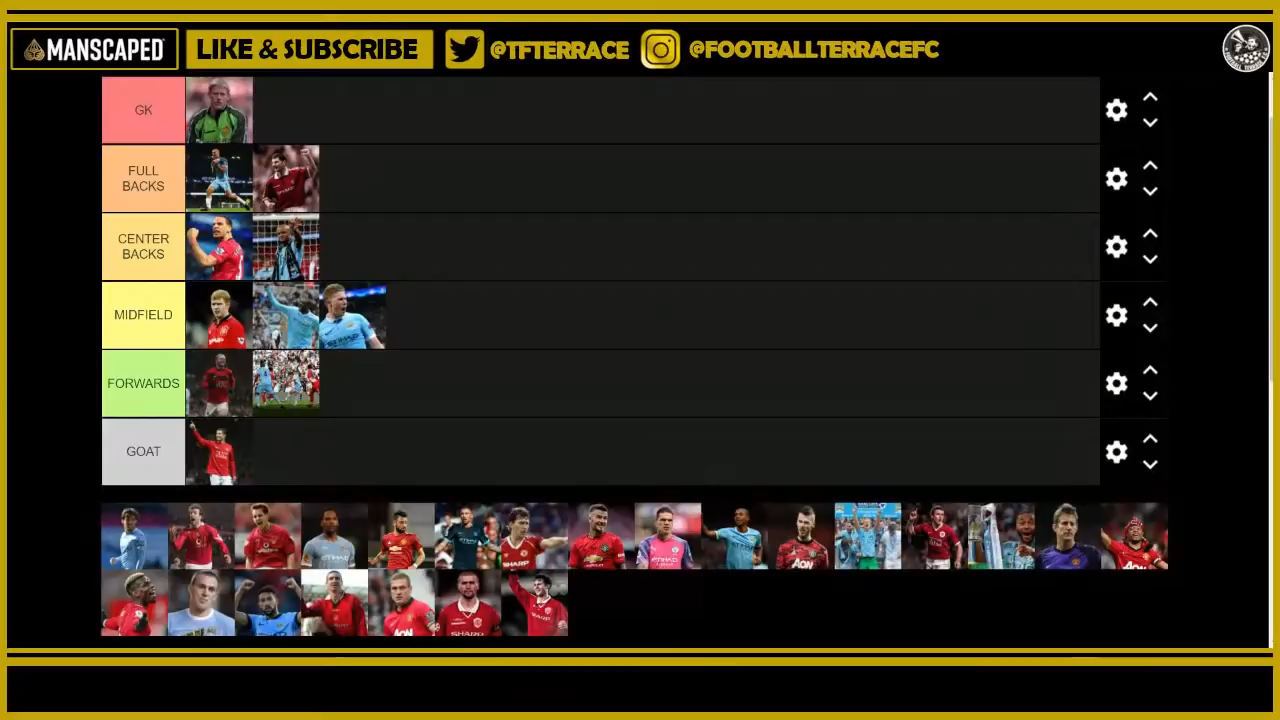 MANSCAPED
LIKE & SUBSCRIBE
@TFTERRACE
@FOOTBALLTERRACEFC
GK
FULL
BACKS
CENTER
BACKS
MIDFIELD
FORWARDS
GOAT